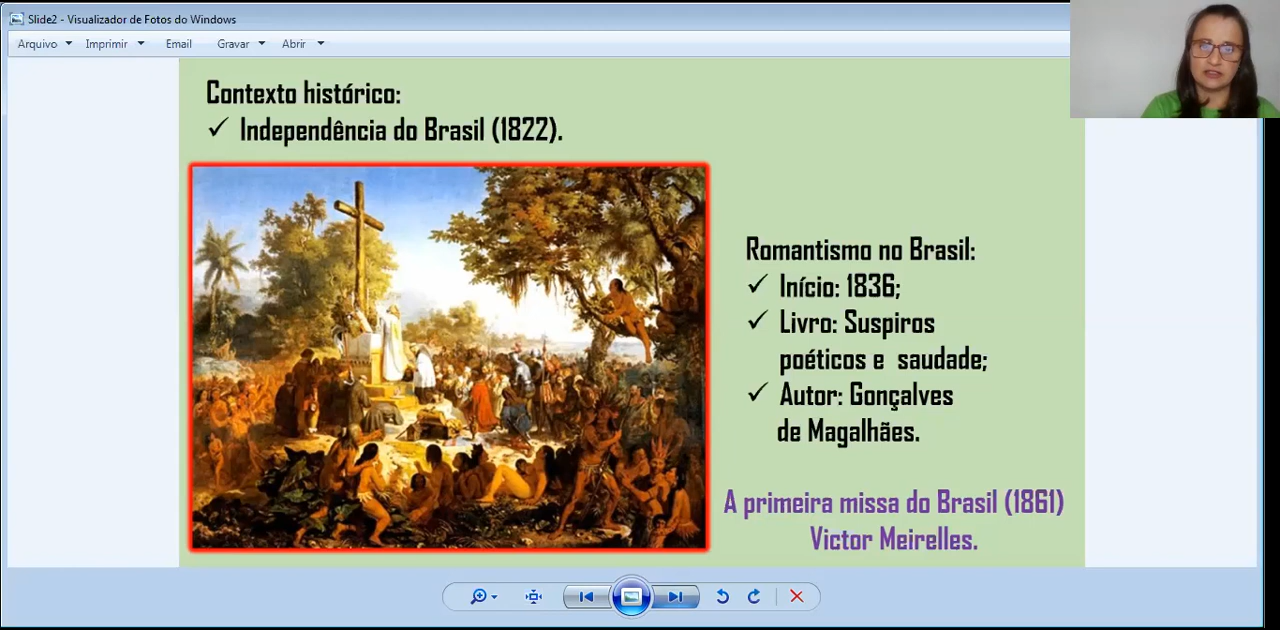 Slide2 - Visualizador de Fotos do Windows
Arquivo Imprimir Email Gravar Abrir
Contexto histórico:
✓ Independência do Brasil (1822).
Romantismo no Brasil:
✓ Início: 1836;
✓ Livro: Suspiros
poéticos e saudade;
✓ Autor: Gonçalves
de Magalhães.
A primeira missa do Brasil (1861)
Victor Meirelles.